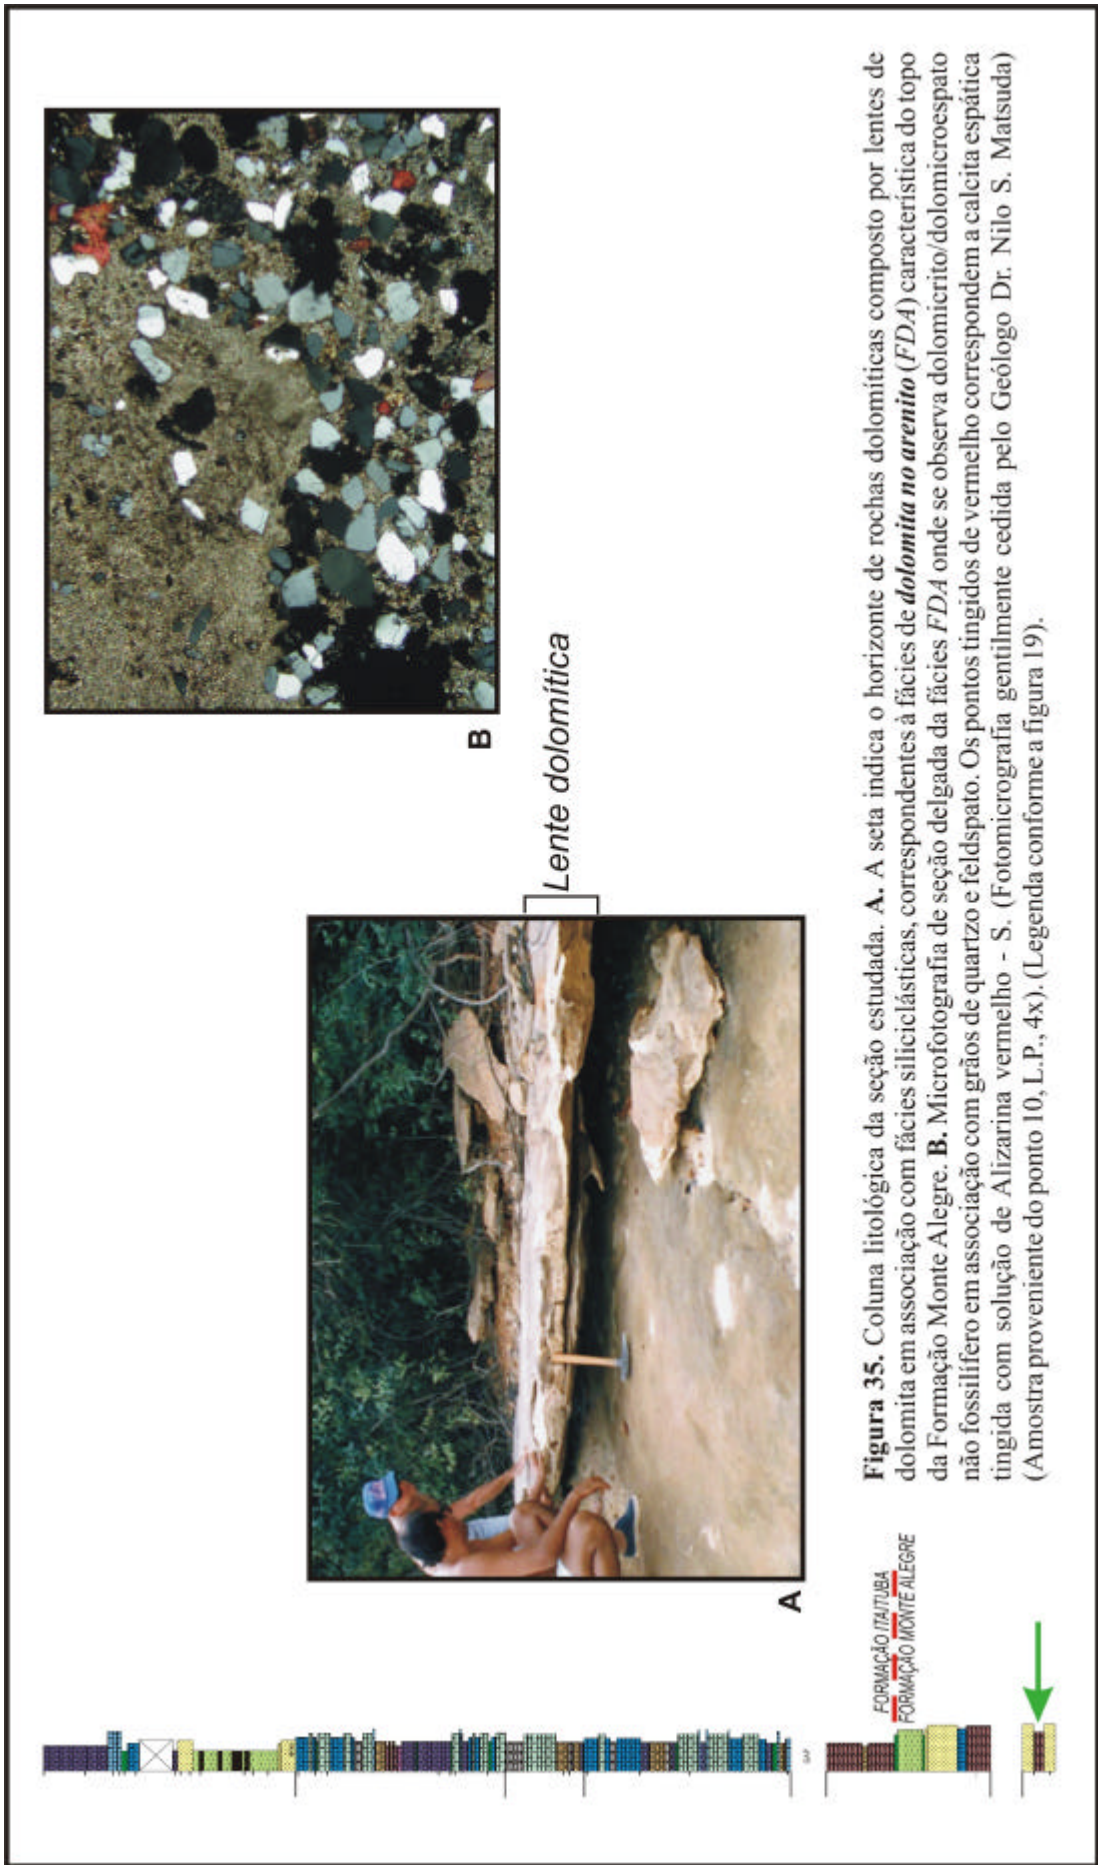 B
Lente dolomítica
A
FORMAÇÃO ITAITUBA
FORMAÇÃO MONTE ALEGRE
Figura 35. Coluna litológica da seção estudada. A. A seta indica o horizonte de rochas dolomíticas composto por lentes de
dolomita em associação com fácies siliciclásticas, correspondentes à fácies de dolomita no arenito (FDA) característica do topo
da Formação Monte Alegre. B. Microfotografia de seção delgada da fácies FDA onde se observa dolomicrito/dolomicroespato
não fossilífero em associação com grãos de quartzo e feldspato. Os pontos tingidos de vermelho correspondem a calcita espática
tingida com solução de Alizarina vermelho - S. (Fotomicrografia gentilmente cedida pelo Geólogo Dr. Nilo S. Matsuda)
(Amostra proveniente do ponto 10, L.P., 4x). (Legenda conforme a figura 19).